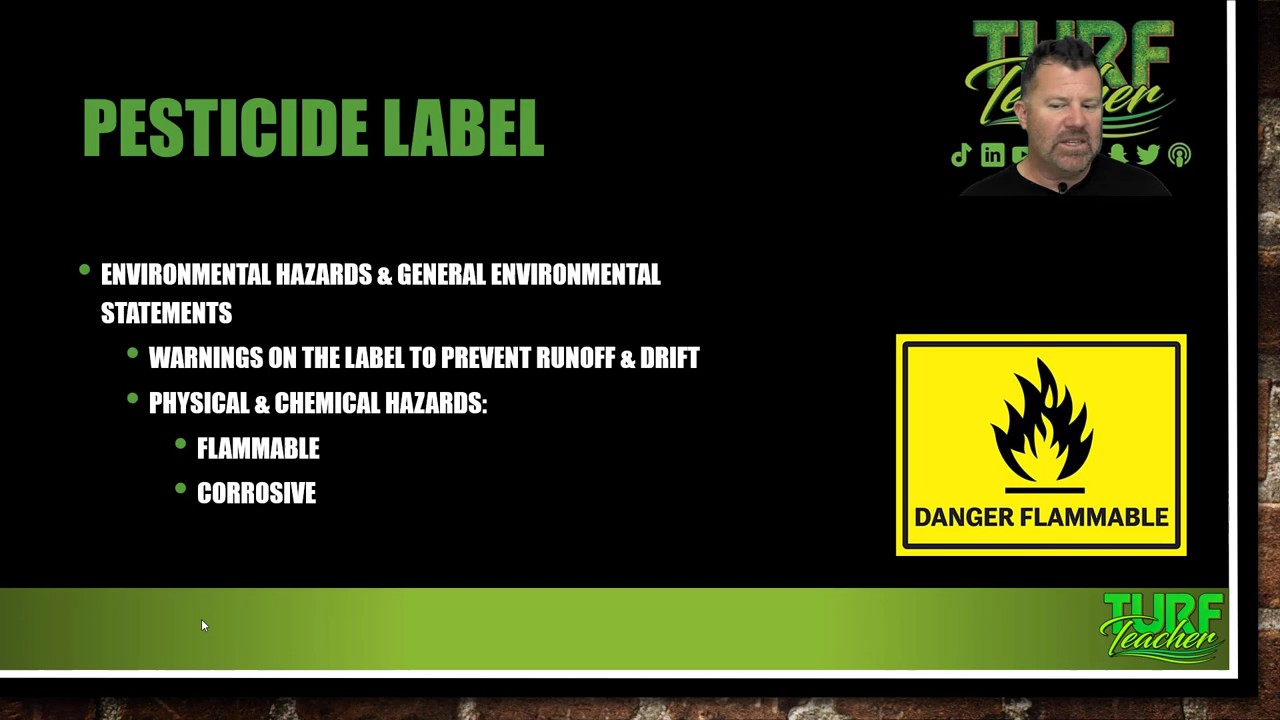 TURF
Teacher
PESTICIDE LABEL
ENVIRONMENTAL HAZARDS & GENERAL ENVIRONMENTAL
STATEMENTS
WARNINGS ON THE LABEL TO PREVENT RUNOFF & DRIFT
PHYSICAL & CHEMICAL HAZARDS:
FLAMMABLE
CORROSIVE
DANGER FLAMMABLE
TURF
Teacher